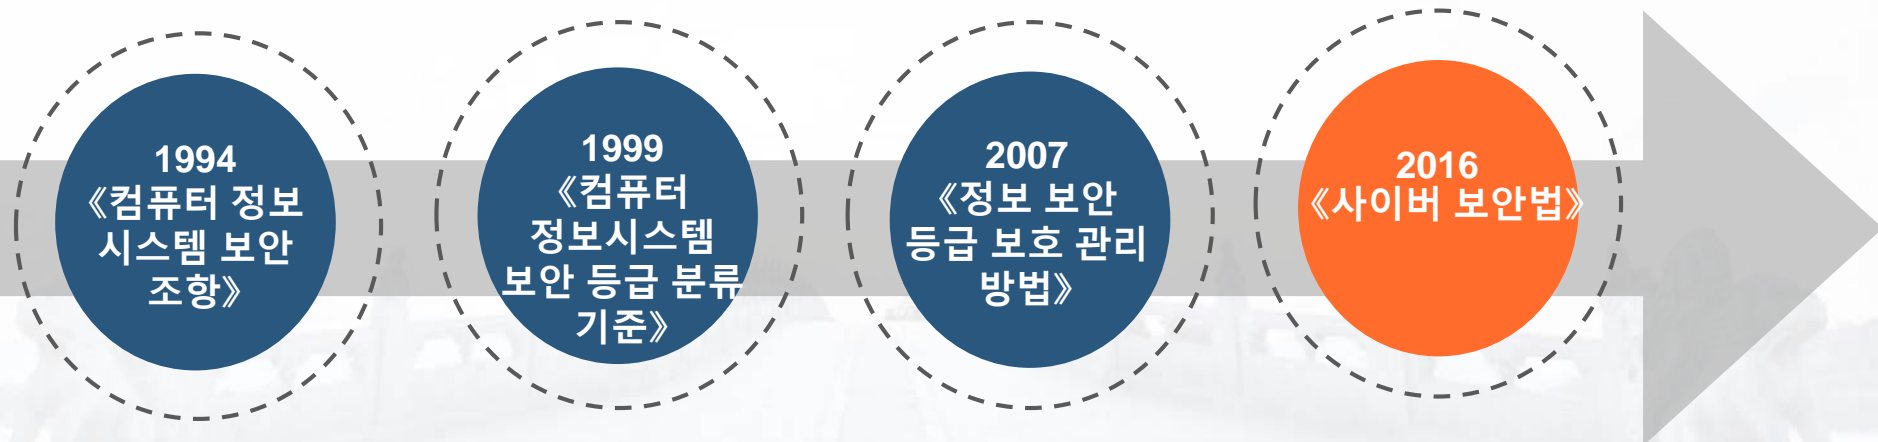 1994
《컴퓨터 정보
시스템 보안
조항》
1999
《컴퓨터
정보시스템
보안 등급 분류
기준》
2007
《정보 보안
등급 보호 관리
방법》
2016
《사이버 보안법》